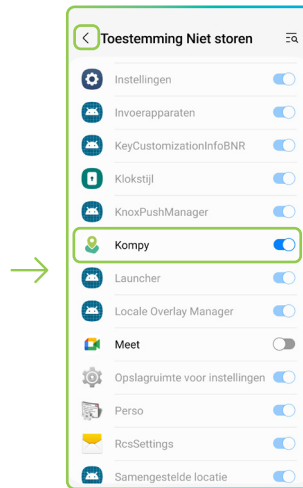 Toestemming Niet storen
Instellingen
Invoerapparaten
KeyCustomizationInfoBNR
Klokstijl
KnoxPushManager
Kompy
Launcher
Locale Overlay Manager
Meet
Opslagruimte voor instellingen
Perso
RcsSettings
Samengestelde locatie